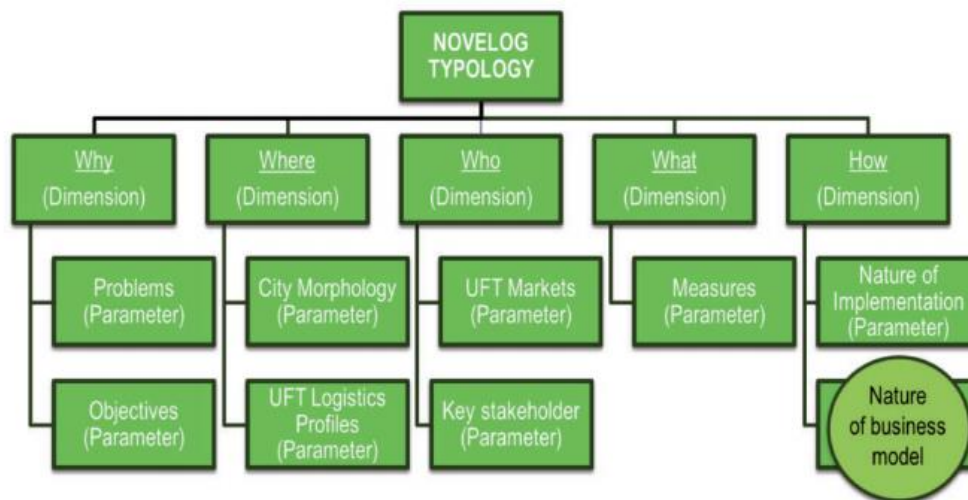 NOVELOG
TYPOLOGY
Why
(Dimension)
Where
(Dimension)
Who
(Dimension)
What
(Dimension)
How
(Dimension)
Problems
(Parameter)
City Morphology
(Parameter)
UFT Markets
(Parameter)
Measures
(Parameter)
Nature of
Implementation
(Parameter)
Objectives
(Parameter)
UFT Logistics
Profiles
(Parameter)
Key stakeholder
(Parameter)
Nature
of business
model